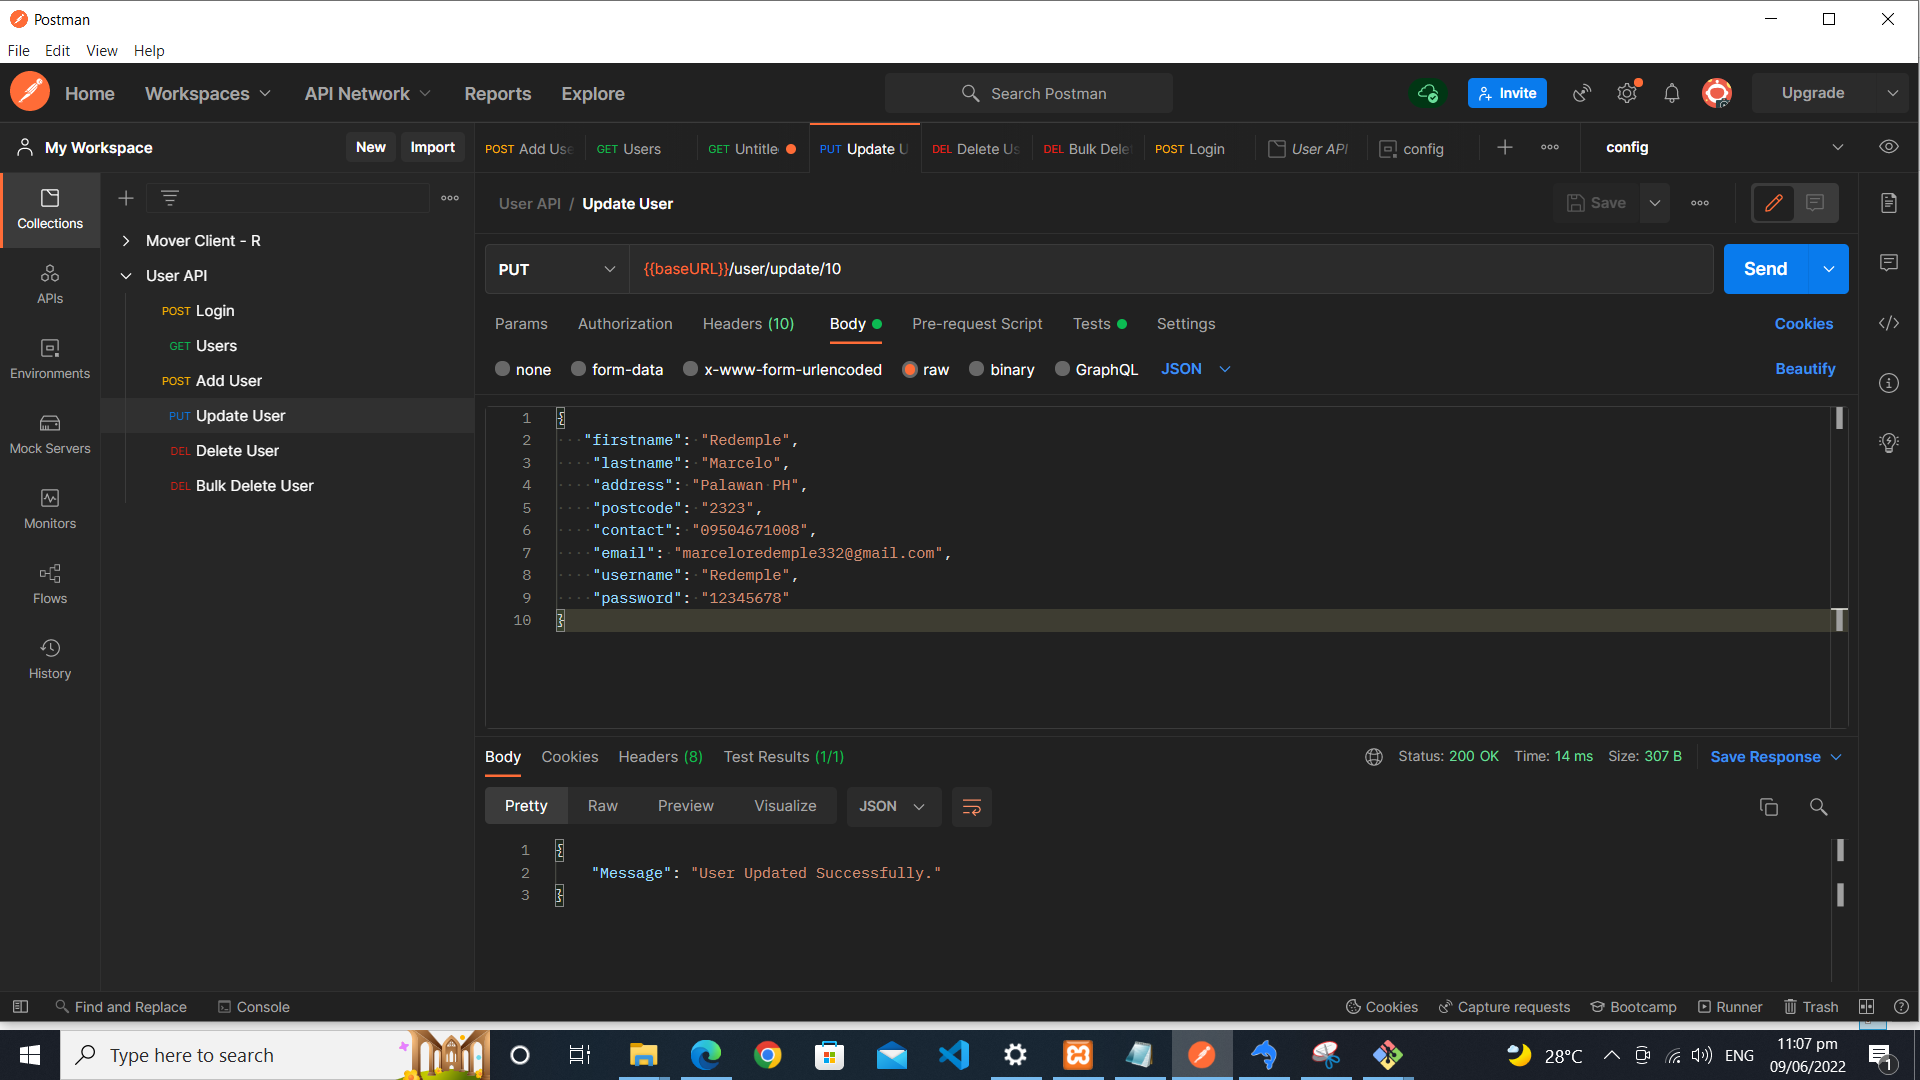 Postman
File Edit View Help
Home Workspaces API Network Reports Explore Search Postman Invite Upgrade
My Workspace New Import POST Add Use GET Users GET Untitle PUT Update U DEL Delete Us DEL Bulk Dele POST Login User API config config
Collections
APIs
Environments
Mock Servers
Monitors
Flows
History
Mover Client - R
User API
POST Login
GET Users
POST Add User
PUT Update User
DEL Delete User
DEL Bulk Delete User
User API / Update User Save
PUT {{baseURL}}/user/update/10 Send
Params Authorization Headers (10) Body Pre-request Script Tests Settings Cookies
none form-data x-www-form-urlencoded raw binary GraphQL JSON Beautify
1 {
2 "firstname": "Redemple",
3 "lastname": "Marcelo",
4 "address": "Palawan PH",
5 "postcode": "2323",
6 "contact": "09504671008",
7 "email": "marceloredemple332@gmail.com",
8 "username": "Redemple",
9 "password": "12345678"
10 }
Body Cookies Headers (8) Test Results (1/1) Status: 200 OK Time: 14 ms Size: 307 B Save Response
Pretty Raw Preview Visualize JSON
1 {
2 "Message": "User Updated Successfully."
3 }
Find and Replace Console Cookies Capture requests Bootcamp Runner Trash
Type here to search 28°C ENG 11:07 pm
09/06/2022 1